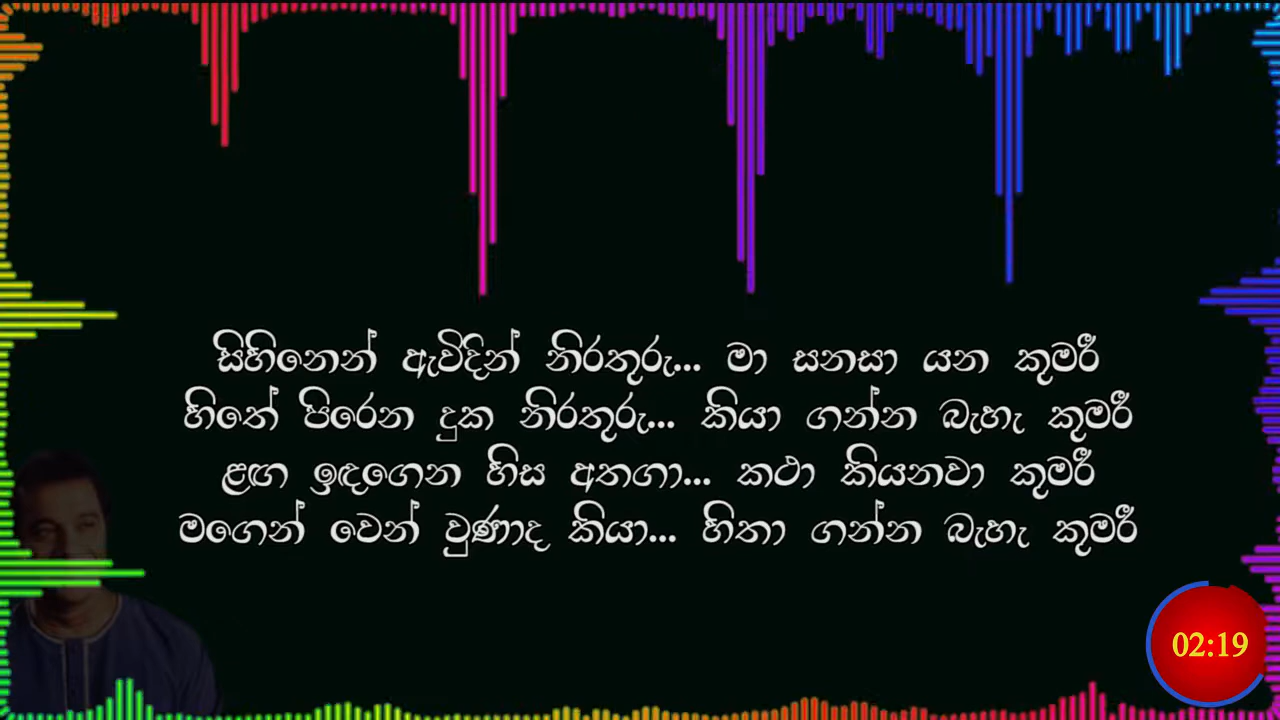 සිහිනෙන් ඇවිදින් නිරතුරු... මා සනසා යන කුමරී
හිතේ පිරෙන දුක නිරතුරු... කියා ගන්න බැහැ කුමරී
ළඟ ඉඳගෙන හිස අතගා... කථා කියනවා කුමරී
මගෙන් වෙන් වුණාද කියා... හිතා ගන්න බැහැ කුමරී
02:19